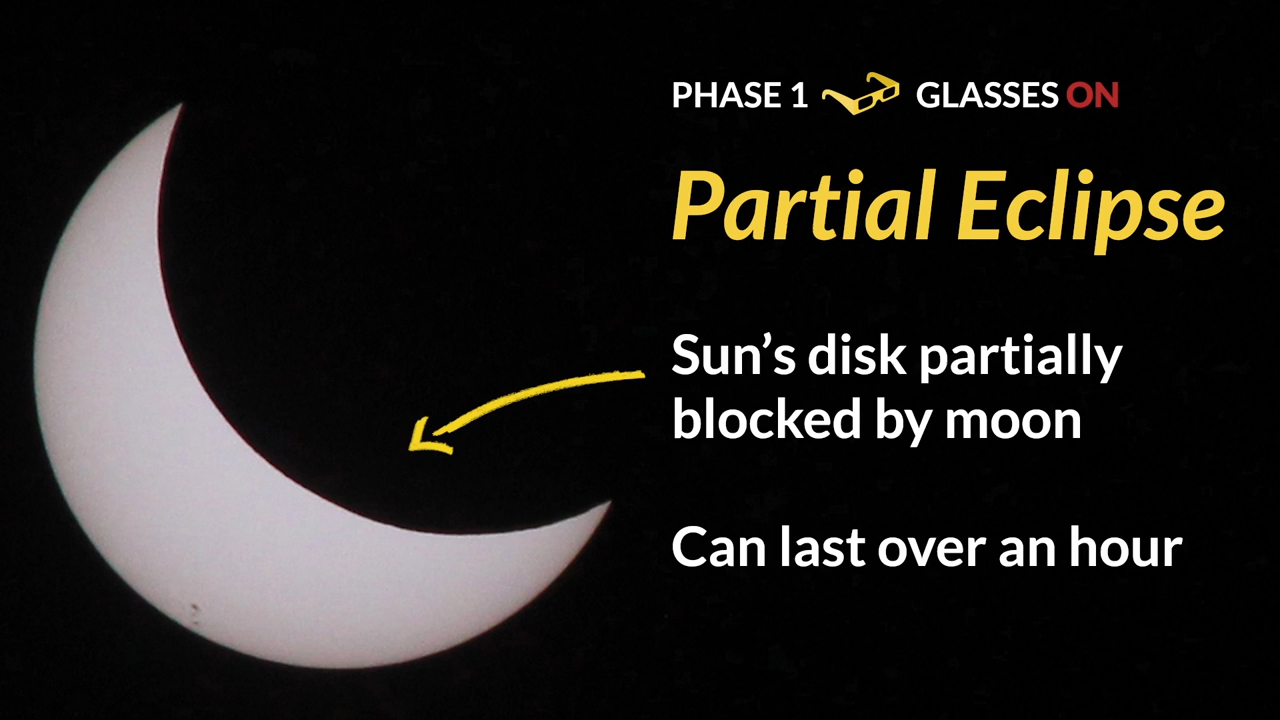 PHASE 1 GLASSES ON
Partial Eclipse
Sun’s disk partially
blocked by moon
Can last over an hour